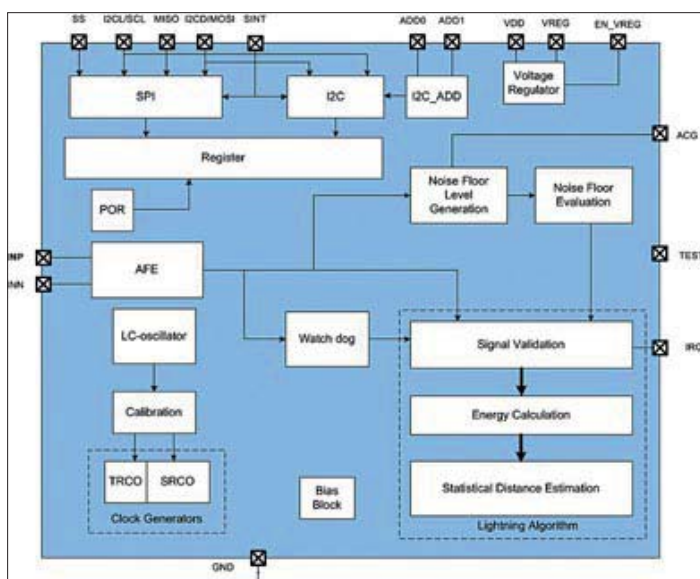 SS I2CL/SCL MISO I2CD/MOSI SINT ADD0 ADD1 VDD VREG EN_VREG
SPI
I2C
I2C_ADD
Voltage
Regulator
ACG
Register
Noise Floor
Level
Generation
Noise Floor
Evaluation
POR
INP
AFE
TEST
INN
LC-oscillator
Watch dog
Signal Validation
IRQ
Calibration
Energy Calculation
TRCO
SRCO
Bias
Block
Statistical Distance Estimation
Clock Generators
Lightning Algorithm
GND